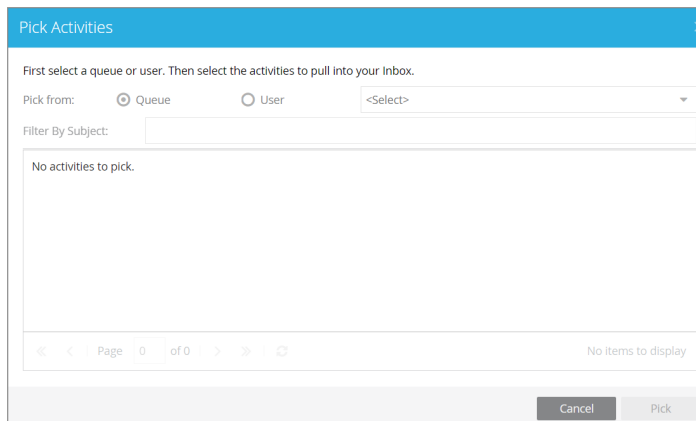 Pick Activities
First select a queue or user. Then select the activities to pull into your Inbox.
Pick from: Queue User <Select>
Filter By Subject:
No activities to pick.
Page 0 of 0 No items to display
Cancel Pick